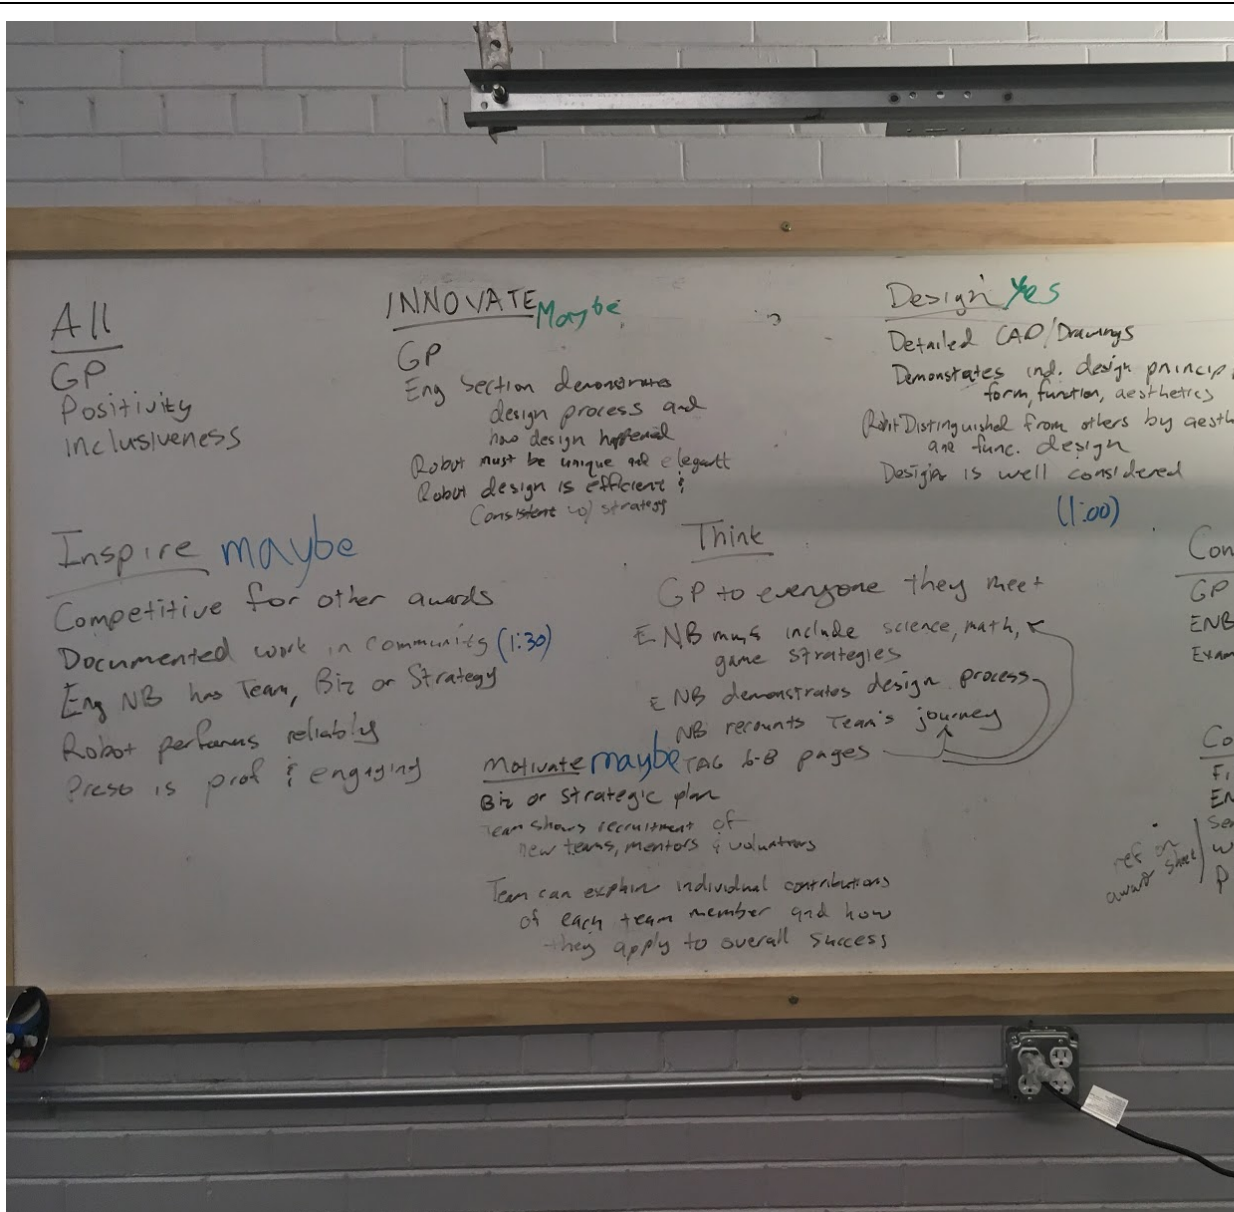 All
GP
Positivity
inclusiveness
INNOVATE Maybe
GP
Eng Section demonstrates
design process and
how design happened
Robot must be unique and elegant
Robot design is efficient &
Consistent w/ strategy
Design Yes
Detailed CAD/Drawings
Demonstrates ind. design princip
form, function, aesthetics
Robot Distinguished from others by aesth
and func. design
Design is well considered
(1:00)
Inspire maybe
Competitive for other awards
Documented work in community (1:30)
Eng NB has Team, Biz or Strategy
Robot performs reliably
Preso is prof & engaging
Think
GP to everyone they meet
ENB must include science, math,
game strategies
ENB demonstrates design process
NB recounts Team's journey
TAG 6-8 pages
Motivate maybe
Biz or strategic plan
Team shows recruitment of
new teams, mentors &
Team can explain individual contributions
of each team member and how
they apply to overall success
Con
GP
ENB
Exam
Co
Fi
EN
Se
w
P
ref on
award sheet